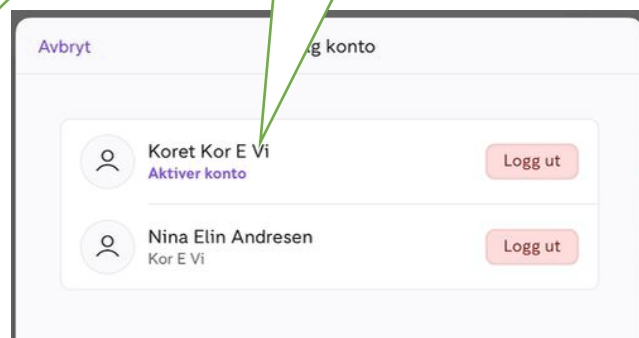 Avbryt
konto
Koret Kor E Vi
Aktiver konto
Logg ut
Nina Elin Andresen
Kor E Vi
Logg ut